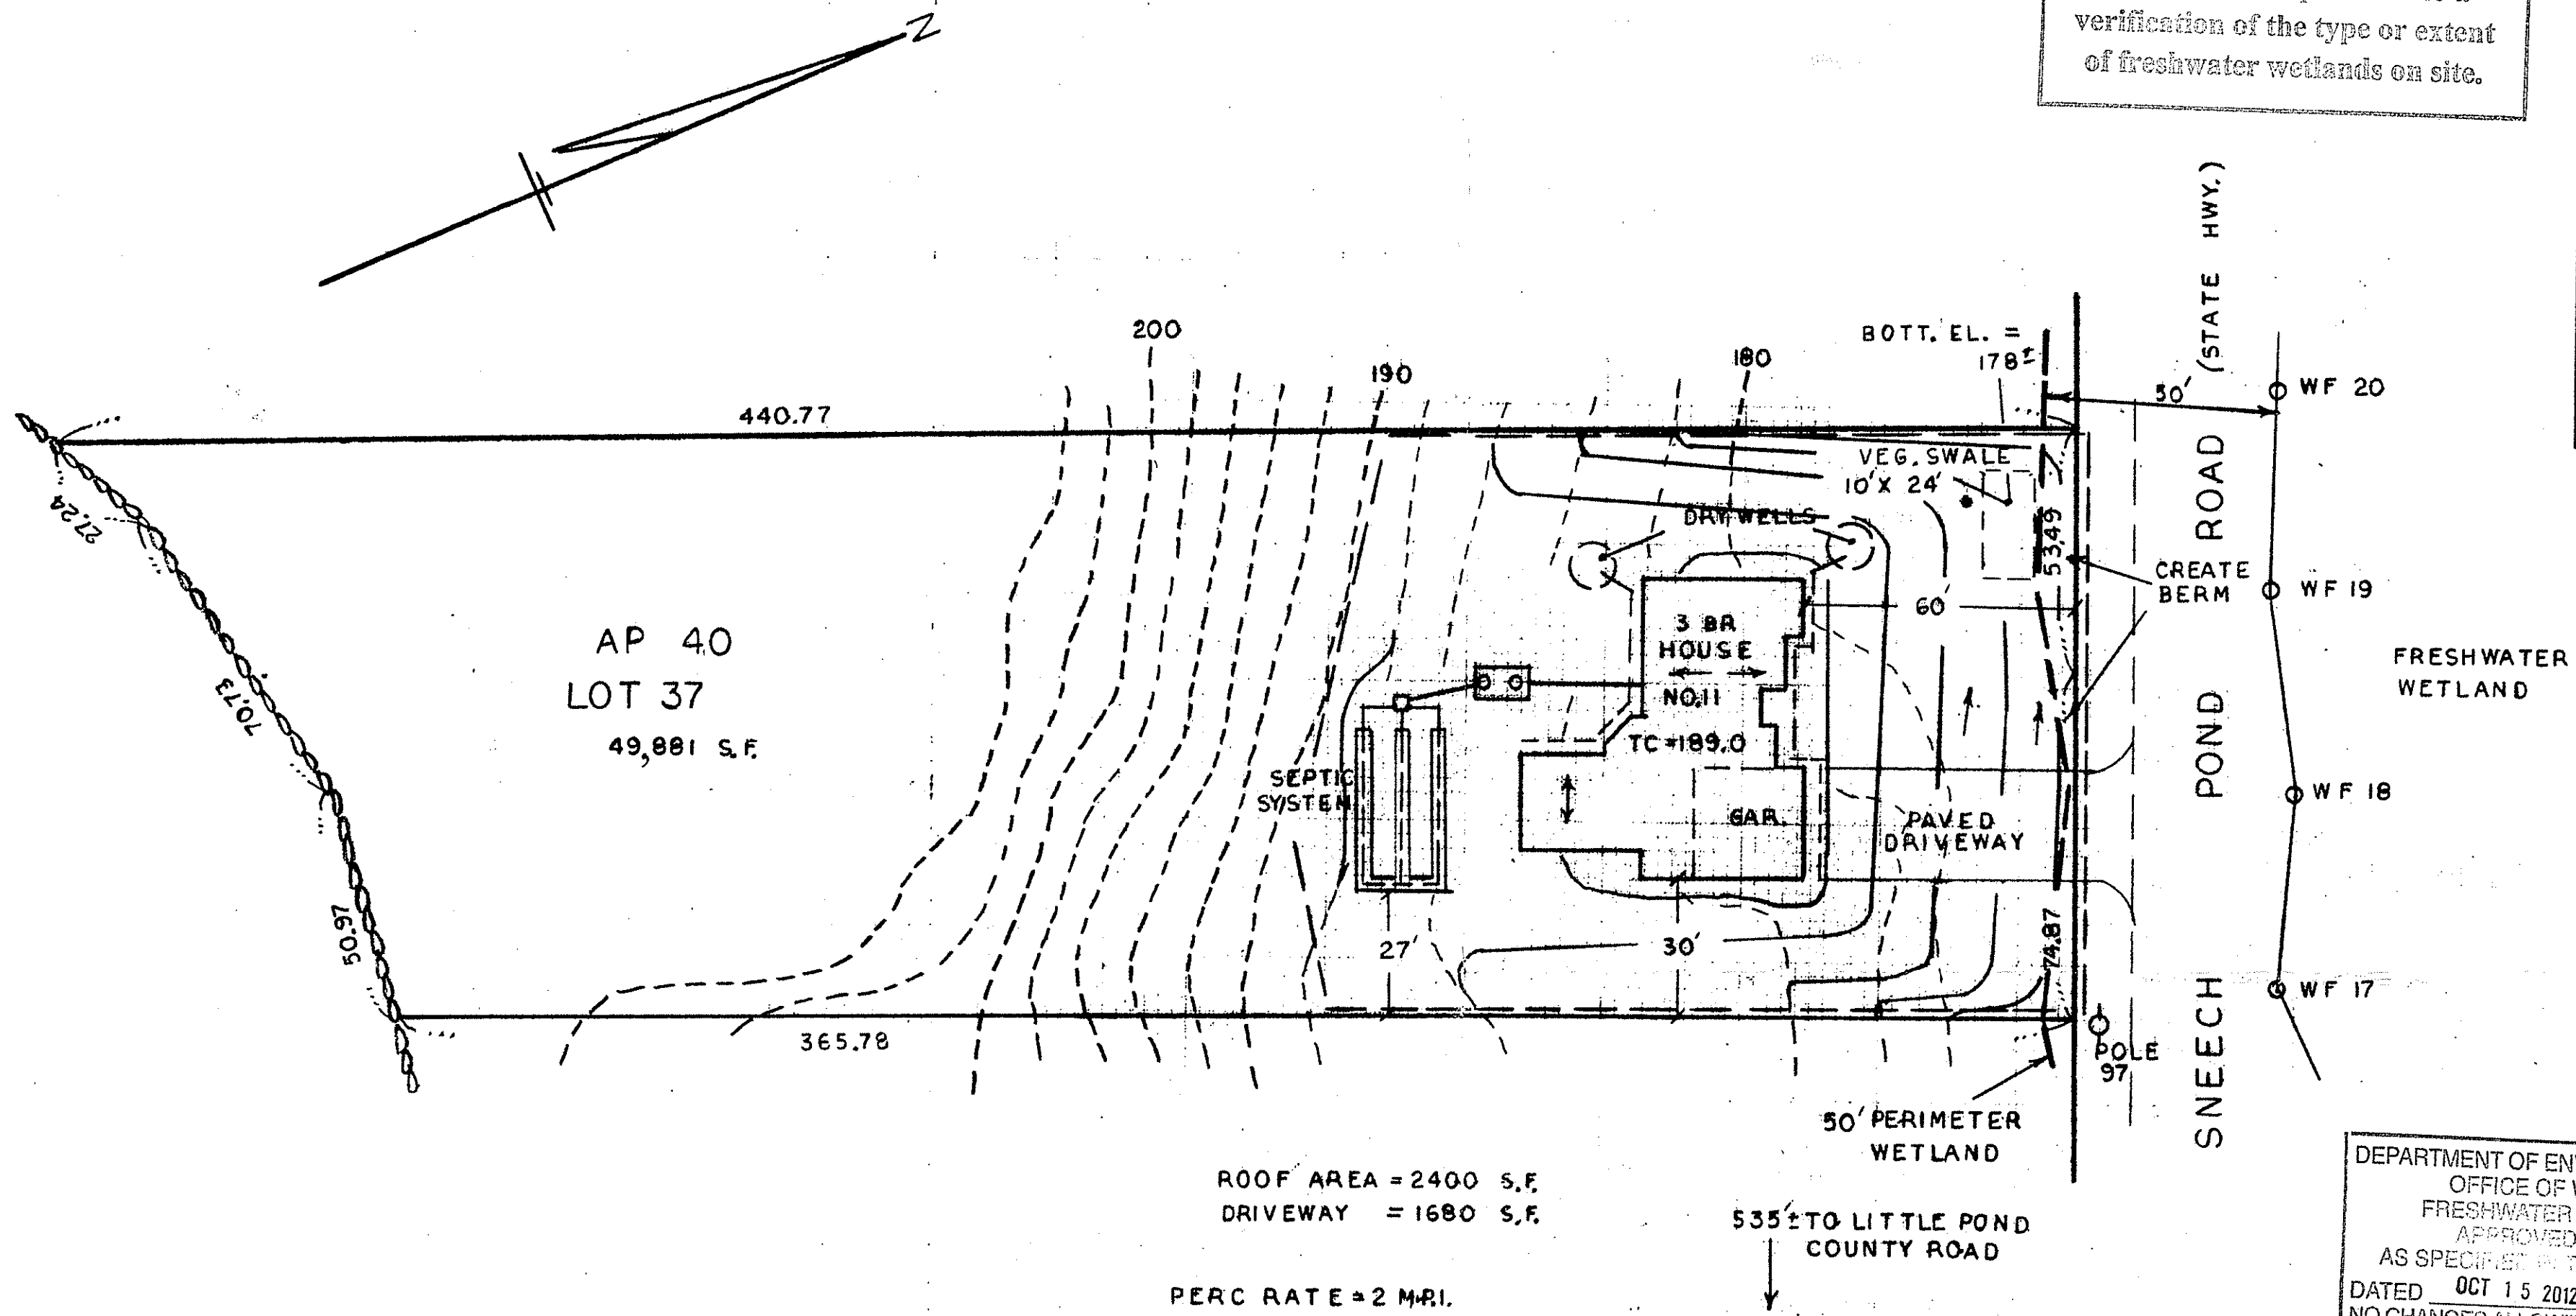 verification of the type or extent
of freshwater wetlands on site.
N
(STATE HWY.)
200
BOTT. EL. =
178±
180
190
440.77
50'
WF 20
VEG. SWALE
10' X 24'
27.24
DRY WELLS
53.49
ROAD
CREATE
BERM
WF 19
60'
3 BR
HOUSE
NO.11
TC=189.0
AP 40
LOT 37
49,881 S.F.
FRESHWATER
WETLAND
70.73
POND
SEPTIC
SYSTEM
GAR.
PAVED
DRIVEWAY
WF 18
50.97
27'
30'
74.87
WF 17
365.78
SNEECH
POLE
97
50' PERIMETER
WETLAND
ROOF AREA = 2400 S.F.
DRIVEWAY = 1680 S.F.
535'± TO LITTLE POND
COUNTY ROAD
PERC RATE = 2 M.P.I.
DEPARTMENT OF
OFFICE OF
FRESHWATER
APPROVED
AS
DATED OCT 15 2012
NO CHANGES